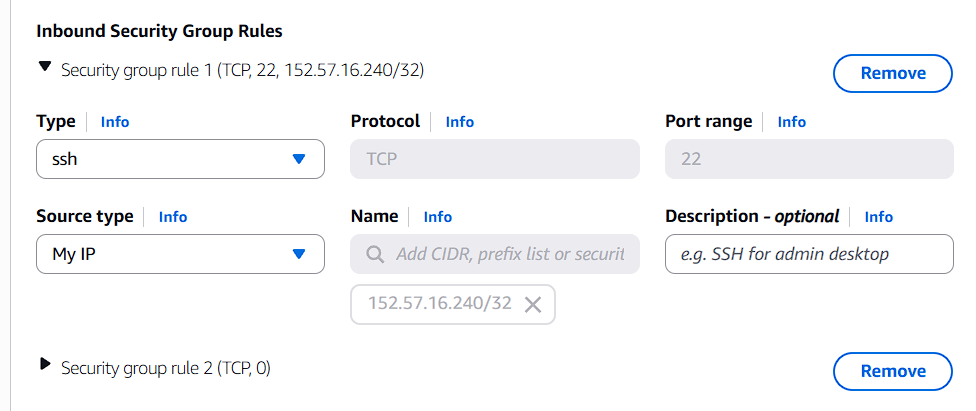 Inbound Security Group Rules
Security group rule 1 (TCP, 22, 152.57.16.240/32)
Remove
Type Info Protocol Info Port range Info
ssh TCP 22
Source type Info Name Info Description - optional Info
My IP Add CIDR, prefix list or securit e.g. SSH for admin desktop
152.57.16.240/32
Security group rule 2 (TCP, 0)
Remove